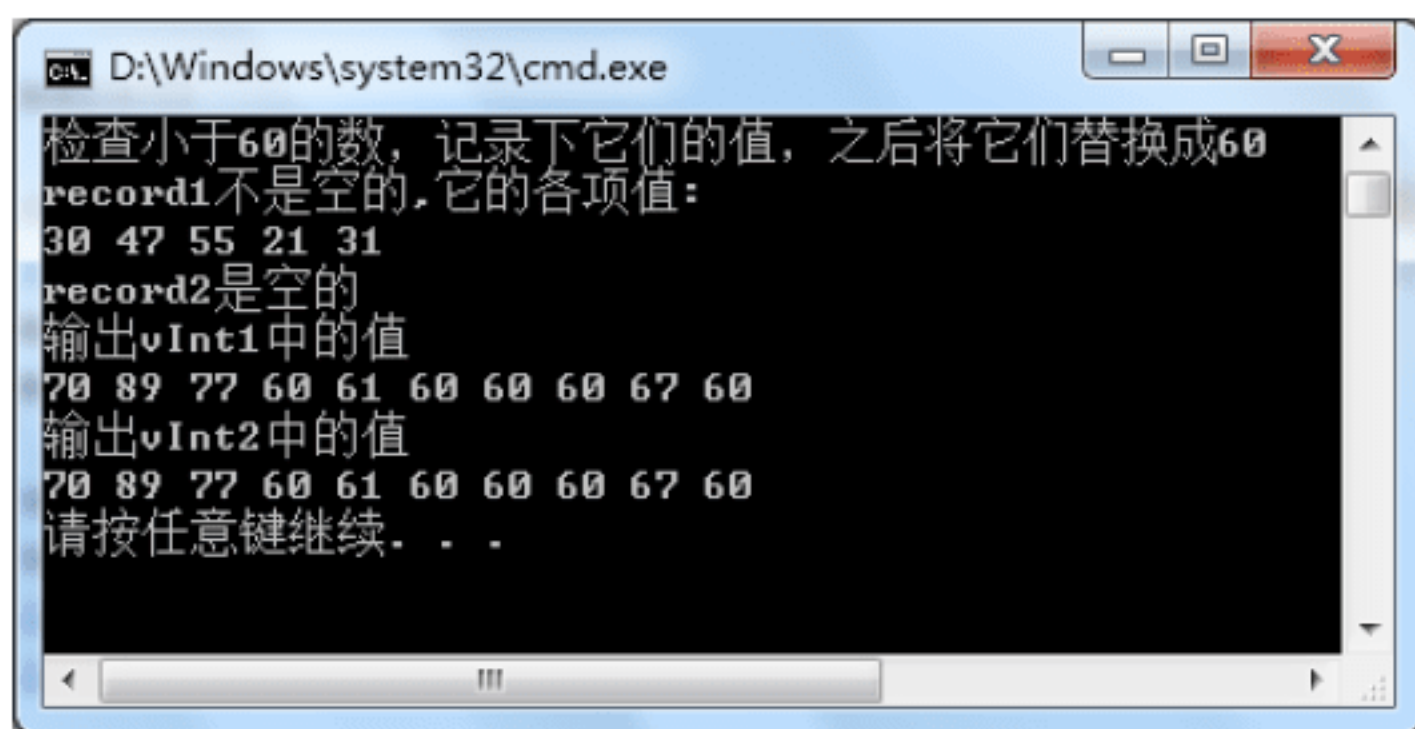 D:\Windows\system32\cmd.exe
检查小于60的数，记录下它们的值，之后将它们替换成60
record1不是空的,它的各项值：
30 47 55 21 31
record2是空的
输出vInt1中的值
70 89 77 60 61 60 60 60 67 60
输出vInt2中的值
70 89 77 60 61 60 60 60 67 60
请按任意键继续. . .